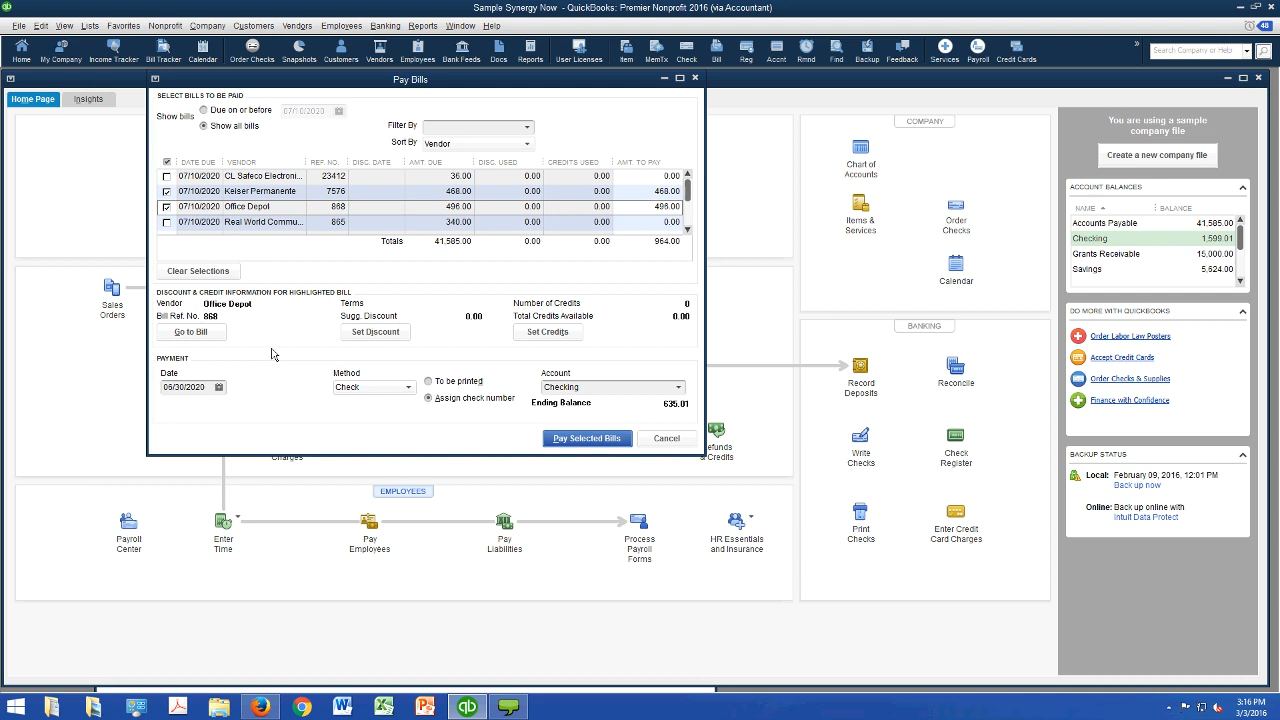 Sample Synergy Now - QuickBooks: Premier Nonprofit 2016 (via Accountant)
File Edit View Lists Favorites Nonprofit Company Customers Vendors Employees Banking Reports Window Help 48
Home My Company Income Tracker Bill Tracker Calendar Order Checks Snapshots Customers Vendors Employees Bank Feeds Docs Reports User Licenses Item MemTx Check Bill Reg Accnt Rmdr Find Backup Feedback » Services Payroll Credit Cards Search Company or Help
Pay Bills
Home Page Insights
SELECT BILLS TO BE PAID
Show bills Due on or before 07/10/2020
Show all bills
Filter By
Sort By Vendor
DATE DUE VENDOR REF. NO. DISC. DATE AMT. DUE DISC. USED CREDITS USED AMT. TO PAY
07/10/2020 CL Safeco Electroni... 23412 36.00 0.00 0.00 0.00
07/10/2020 Keiser Permanente 7576 468.00 0.00 0.00 468.00
07/10/2020 Office Depot 868 496.00 0.00 0.00 496.00
07/10/2020 Real World Commu... 865 340.00 0.00 0.00 0.00
Totals 41,585.00 0.00 0.00 964.00
Clear Selections
DISCOUNT & CREDIT INFORMATION FOR HIGHLIGHTED BILL
Vendor Office Depot Terms Number of Credits 0
Bill Ref. No. 868 Sugg. Discount 0.00 Total Credits Available 0.00
Go to Bill Set Discount Set Credits
PAYMENT
Date Method Account
06/30/2020 Check To be printed Checking
Assign check number
Ending Balance 635.01
Pay Selected Bills Cancel
Sales Orders
Charges
efunds & Credits
EMPLOYEES
Payroll Center
Enter Time
Pay Employees
Pay Liabilities
Process Payroll Forms
HR Essentials and Insurance
COMPANY
Chart of Accounts
Items & Services
Order Checks
Calendar
BANKING
Record Deposits
Reconcile
Write Checks
Check Register
Print Checks
Enter Credit Card Charges
You are using a sample
company file
Create a new company file
ACCOUNT BALANCES
NAME BALANCE
Accounts Payable 41,585.00
Checking 1,599.01
Grants Receivable 15,000.00
Savings 5,624.00
DO MORE WITH QUICKBOOKS
Order Labor Law Posters
Accept Credit Cards
Order Checks & Supplies
Finance with Confidence
BACKUP STATUS
Local: February 09, 2016, 12:01 PM
Back up now
Online: Back up online with
Intuit Data Protect
3:16 PM
3/3/2016